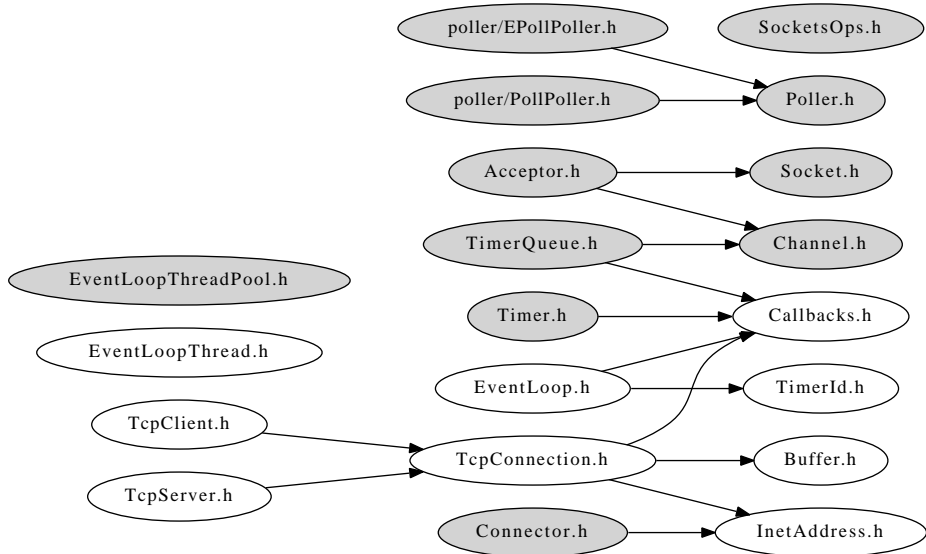 poller/EPollPoller.h
SocketsOps.h
poller/PollPoller.h
Poller.h
Acceptor.h
Socket.h
TimerQueue.h
Channel.h
EventLoopThreadPool.h
Timer.h
Callbacks.h
EventLoopThread.h
EventLoop.h
TimerId.h
TcpClient.h
TcpConnection.h
Buffer.h
TcpServer.h
Connector.h
InetAddress.h